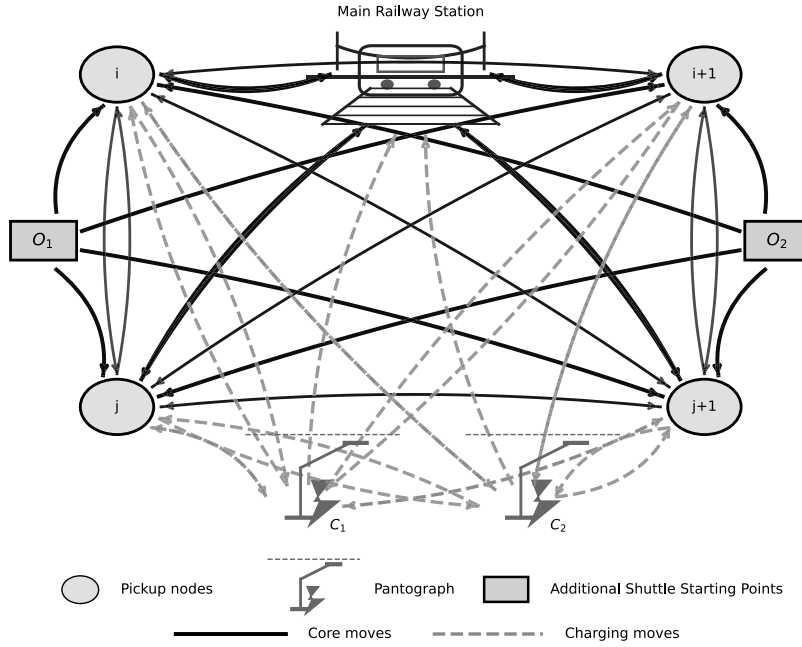 Main Railway Station
i
i+1
O1
O2
j
j+1
C1
C2
Pickup nodes
Pantograph
Additional Shuttle Starting Points
Core moves
Charging moves